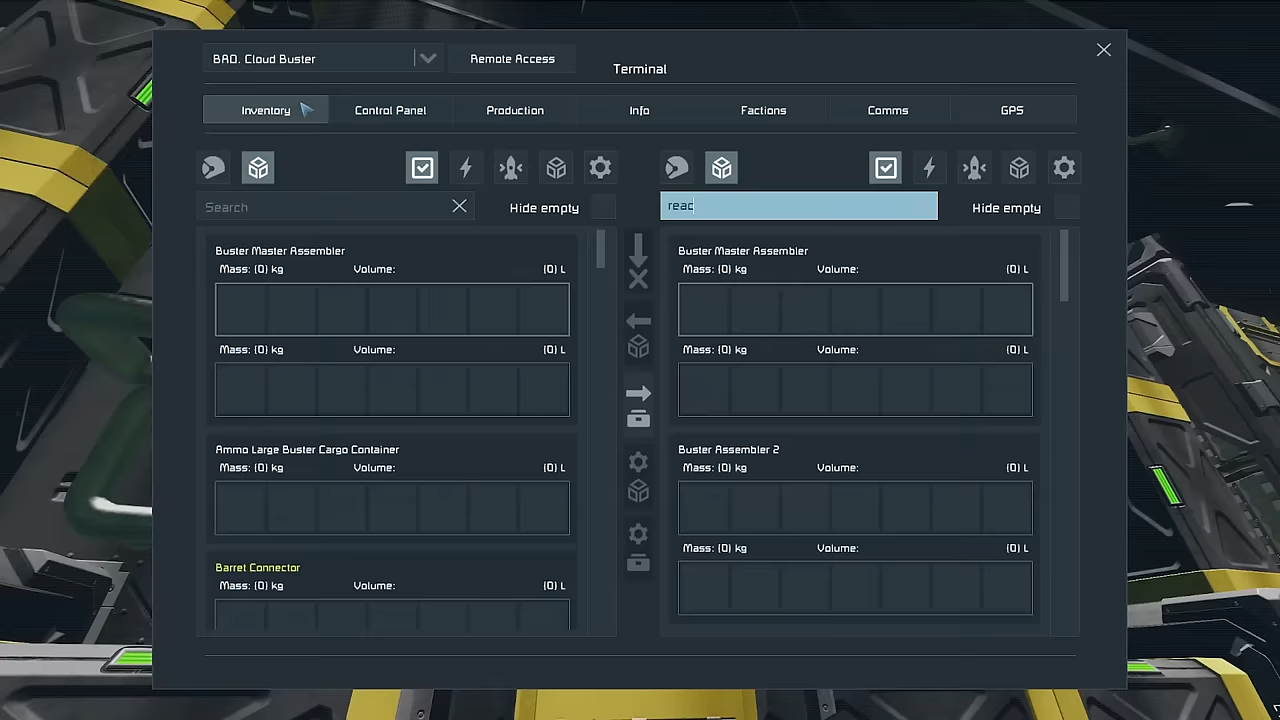 BAD. Cloud Buster
Remote Access
Terminal
Inventory
Control Panel
Production
Info
Factions
Comms
GPS
Search
Hide empty
reac
Hide empty
Buster Master Assembler
Mass: (0) kg Volume: (0) L
Mass: (0) kg Volume: (0) L
Ammo Large Buster Cargo Container
Mass: (0) kg Volume: (0) L
Barret Connector
Mass: (0) kg Volume: (0) L
Buster Master Assembler
Mass: (0) kg Volume: (0) L
Mass: (0) kg Volume: (0) L
Buster Assembler 2
Mass: (0) kg Volume: (0) L
Mass: (0) kg Volume: (0) L